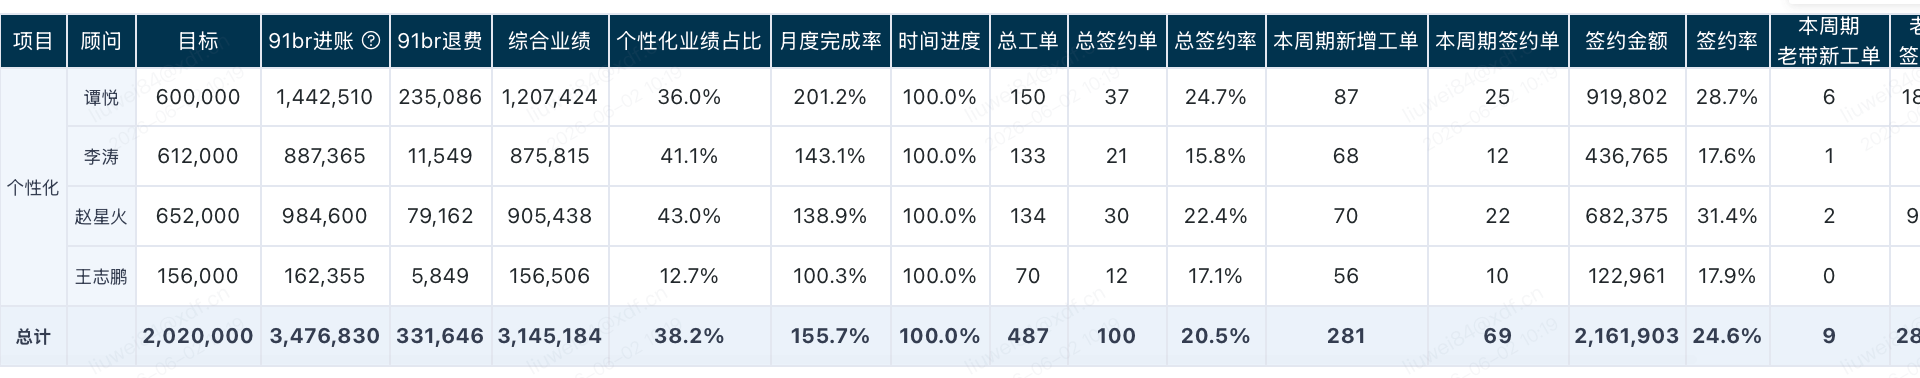 项目 顾问 目标 91br进账 ? 91br退费 综合业绩 个性化业绩占比 月度完成率 时间进度 总工单 总签约单 总签约率 本周期新增工单 本周期签约单 签约金额 签约率 本周期
老带新工单
谭悦 600,000 1,442,510 235,086 1,207,424 36.0% 201.2% 100.0% 150 37 24.7% 87 25 919,802 28.7% 6 18
李涛 612,000 887,365 11,549 875,815 41.1% 143.1% 100.0% 133 21 15.8% 68 12 436,765 17.6% 1
个性化
赵星火 652,000 984,600 79,162 905,438 43.0% 138.9% 100.0% 134 30 22.4% 70 22 682,375 31.4% 2 9
王志鹏 156,000 162,355 5,849 156,506 12.7% 100.3% 100.0% 70 12 17.1% 56 10 122,961 17.9% 0
总计 2,020,000 3,476,830 331,646 3,145,184 38.2% 155.7% 100.0% 487 100 20.5% 281 69 2,161,903 24.6% 9 28
liuwei84@xdf.cn
2026-06-02 10:19